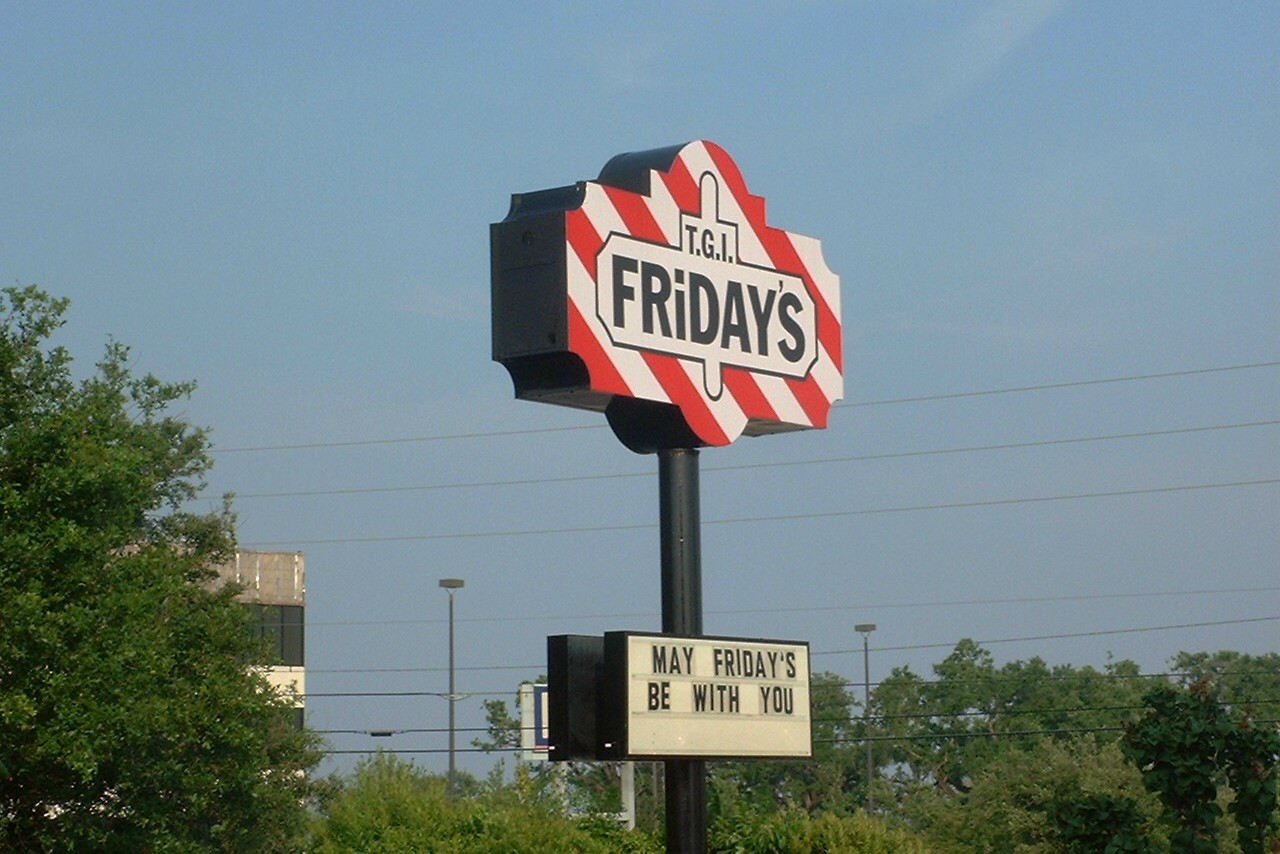 T.G.I.
FRiDAY'S
MAY FRIDAY'S
BE WITH YOU